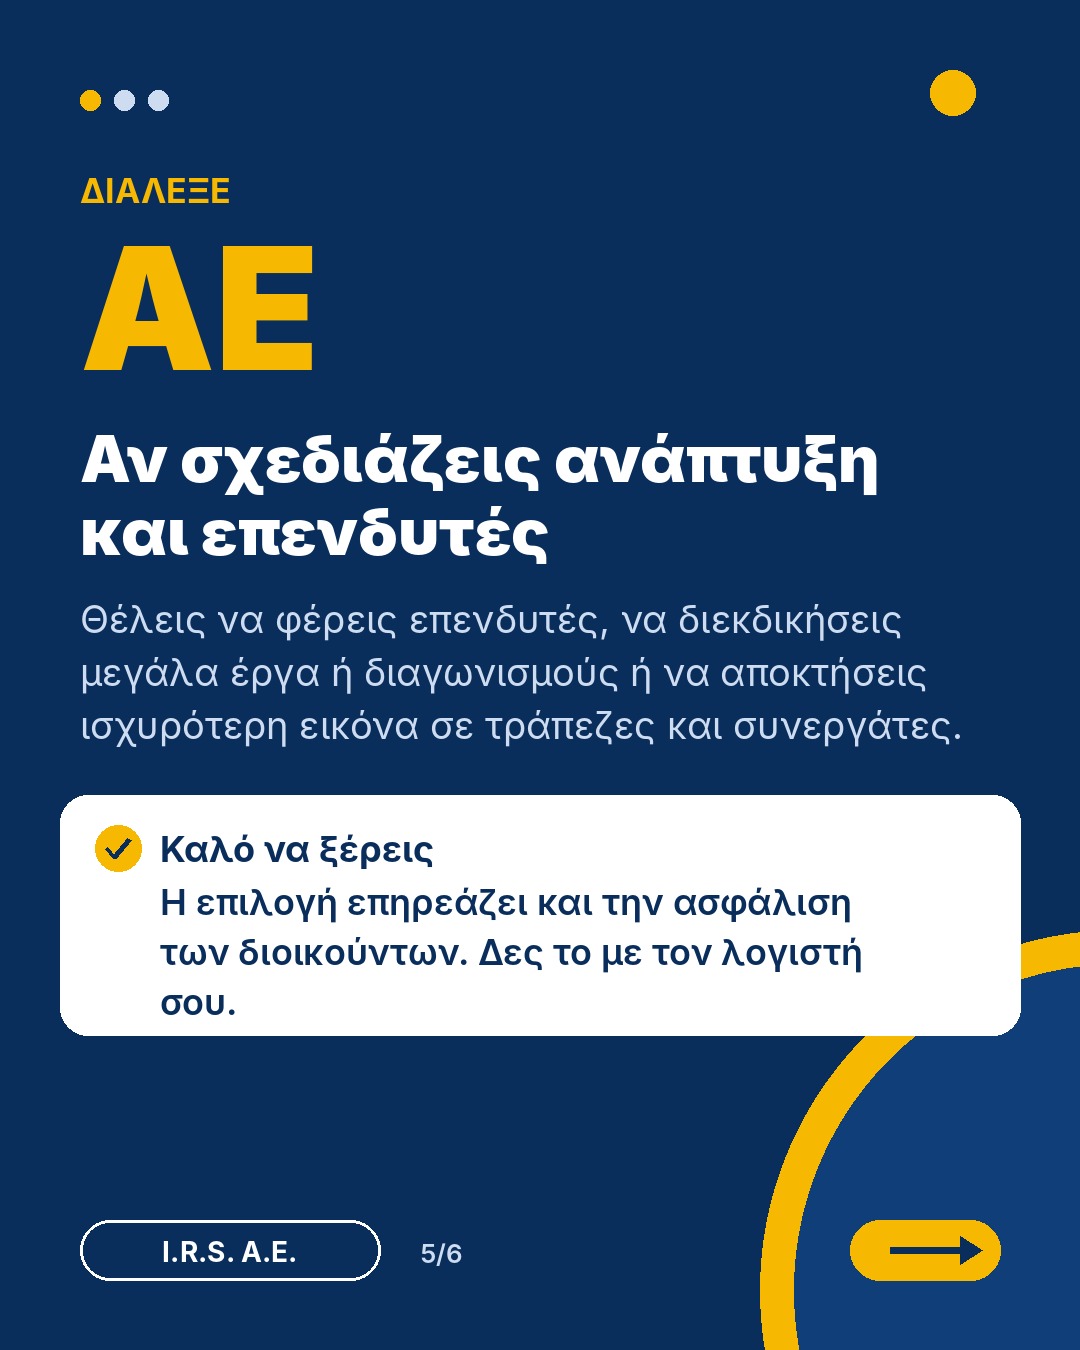 ΔΙΑΛΕΞΕ
ΑΕ
Αν σχεδιάζεις ανάπτυξη
και επενδυτές
Θέλεις να φέρεις επενδυτές, να διεκδικήσεις
μεγάλα έργα ή διαγωνισμούς ή να αποκτήσεις
ισχυρότερη εικόνα σε τράπεζες και συνεργάτες.
Καλό να ξέρεις
Η επιλογή επηρεάζει και την ασφάλιση
των διοικούντων. Δες το με τον λογιστή
σου.
I.R.S. A.E.
5/6